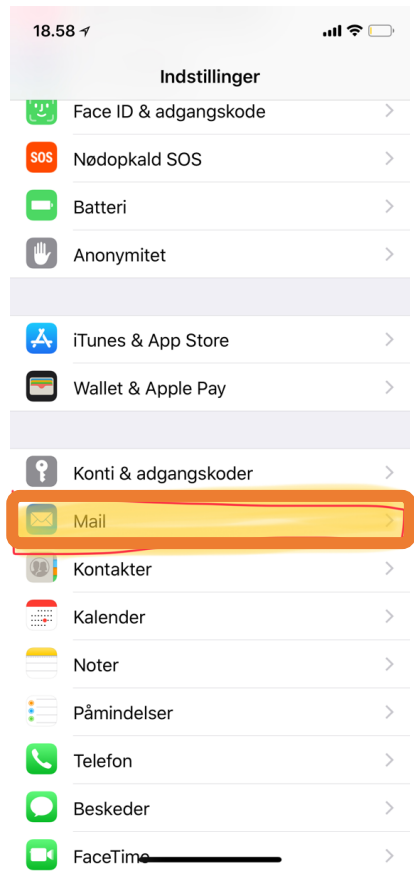 18.58
Indstillinger
Face ID & adgangskode
SOS Nødopkald SOS
Batteri
Anonymitet
iTunes & App Store
Wallet & Apple Pay
Konti & adgangskoder
Mail
Kontakter
Kalender
Noter
Påmindelser
Telefon
Beskeder
FaceTime